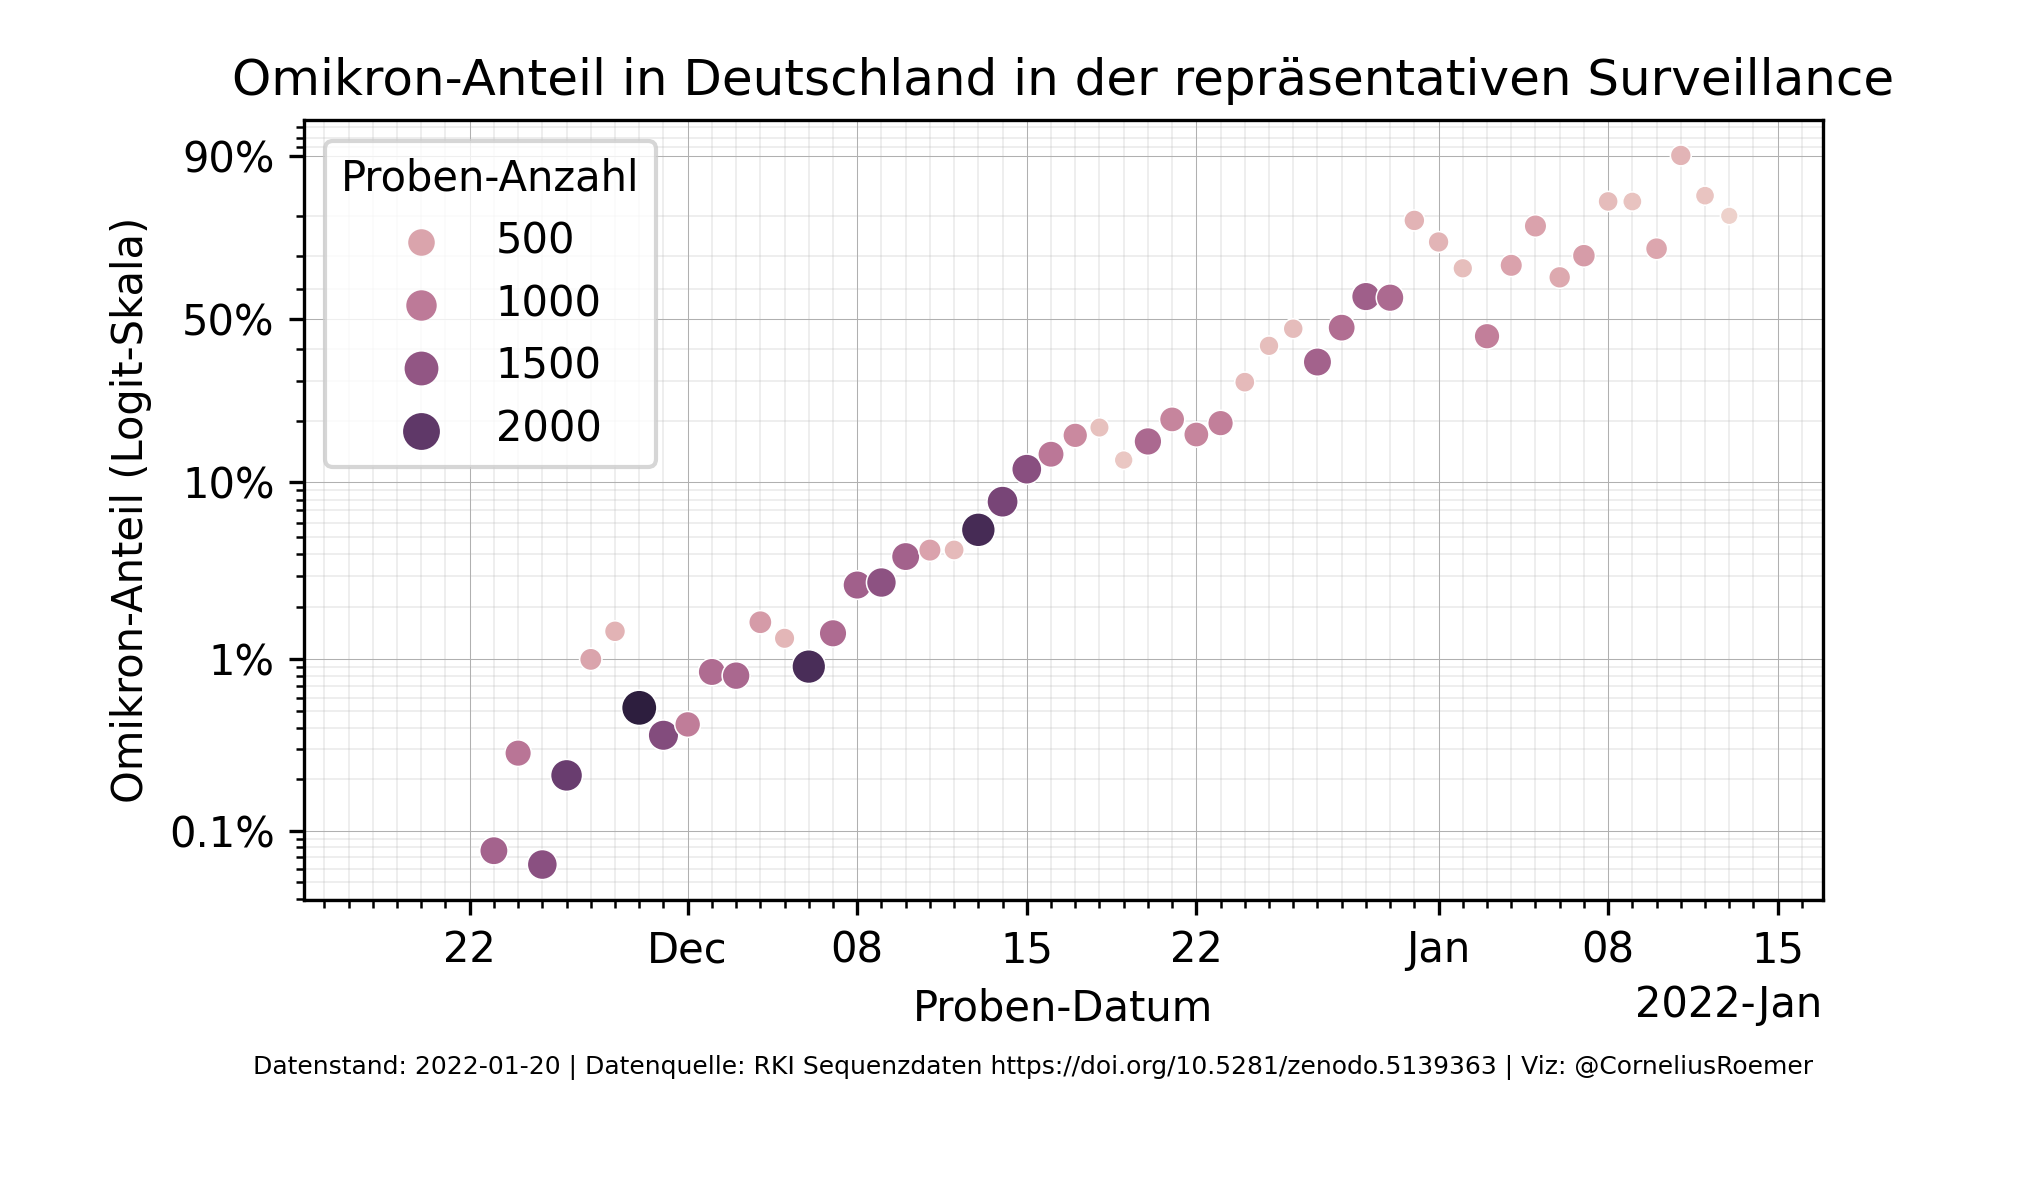 Omikron-Anteil in Deutschland in der repräsentativen Surveillance
Omikron-Anteil (Logit-Skala)
90%
50%
10%
1%
0.1%
Proben-Anzahl
500
1000
1500
2000
22 Dec 08 15 22 Jan 08 15
Proben-Datum
2022-Jan
Datenstand: 2022-01-20 | Datenquelle: RKI Sequenzdaten https://doi.org/10.5281/zenodo.5139363 | Viz: @CorneliusRoemer